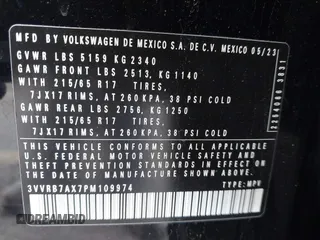 MFD BY VOLKSWAGEN DE MEXICO S.A. DE C.V. MEXICO 05/23
GVWR LBS 5159 KG 2340
GAWR FRONT LBS 2513, KG 1140
WITH 215/65 R17 TIRES,
7JX17 RIMS, AT 260 KPA, 38 PSI COLD
GAWR REAR LBS 2756, KG 1250
WITH 215/65 R17 TIRES,
7JX17 RIMS, AT 260 KPA, 38 PSI COLD
THIS VEHICLE CONFORMS TO ALL APPLICABLE
U.S. FEDERAL MOTOR VEHICLE SAFETY
STANDARDS IN EFFECT ON THE DATE
OF MANUFACTURE SHOWN ABOVE.
3VVRB7AX7PM109974 TYPE: MPV
DREAMBID